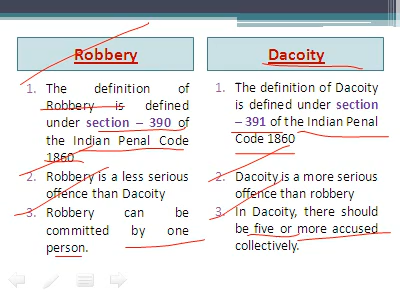 Robbery
1. The definition of
Robbery is defined
under section – 390 of
the Indian Penal Code
1860
2. Robbery is a less serious
offence than Dacoity
3. Robbery can be
committed by one
person.
Dacoity
1. The definition of Dacoity
is defined under section
– 391 of the Indian Penal
Code 1860
2. Dacoity is a more serious
offence than robbery
3. In Dacoity, there should
be five or more accused
collectively.